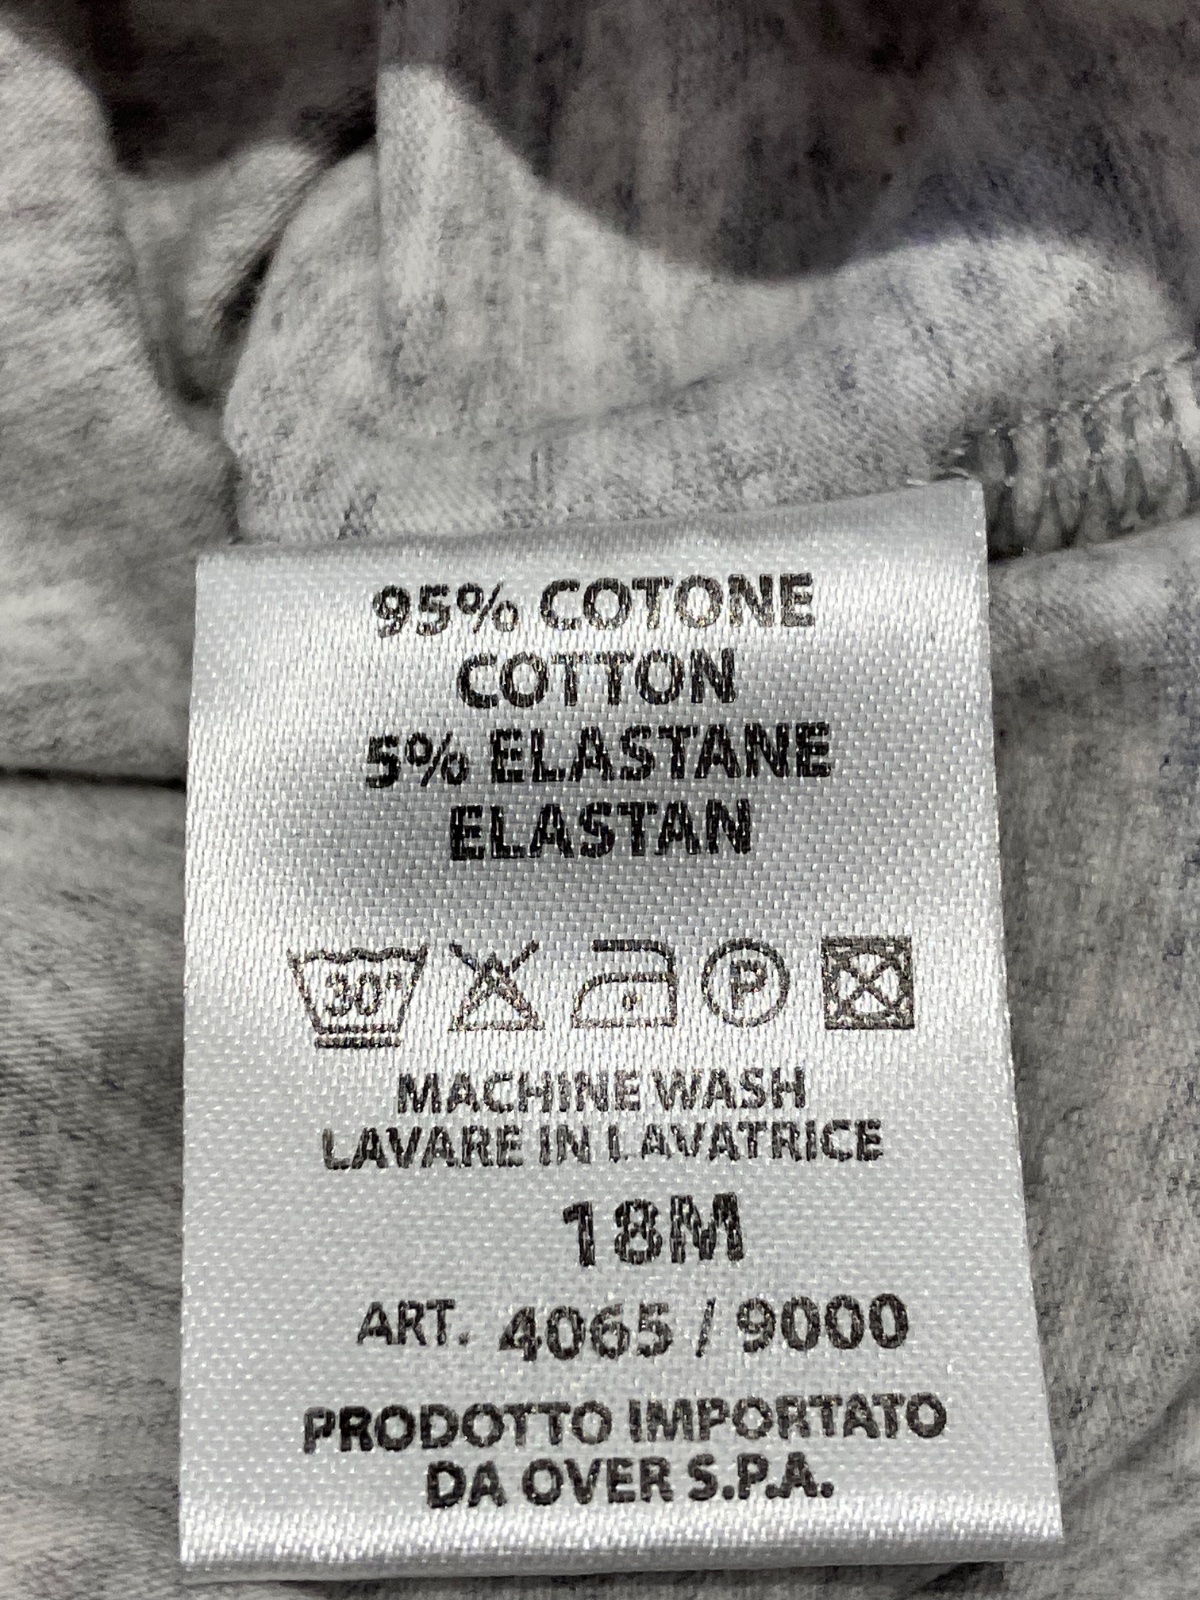 95% COTONE
COTTON
5% ELASTANE
ELASTAN
30° P
MACHINE WASH
LAVARE IN LAVATRICE
18M
ART. 4065 / 9000
PRODOTTO IMPORTATO
DA OVER S.P.A.